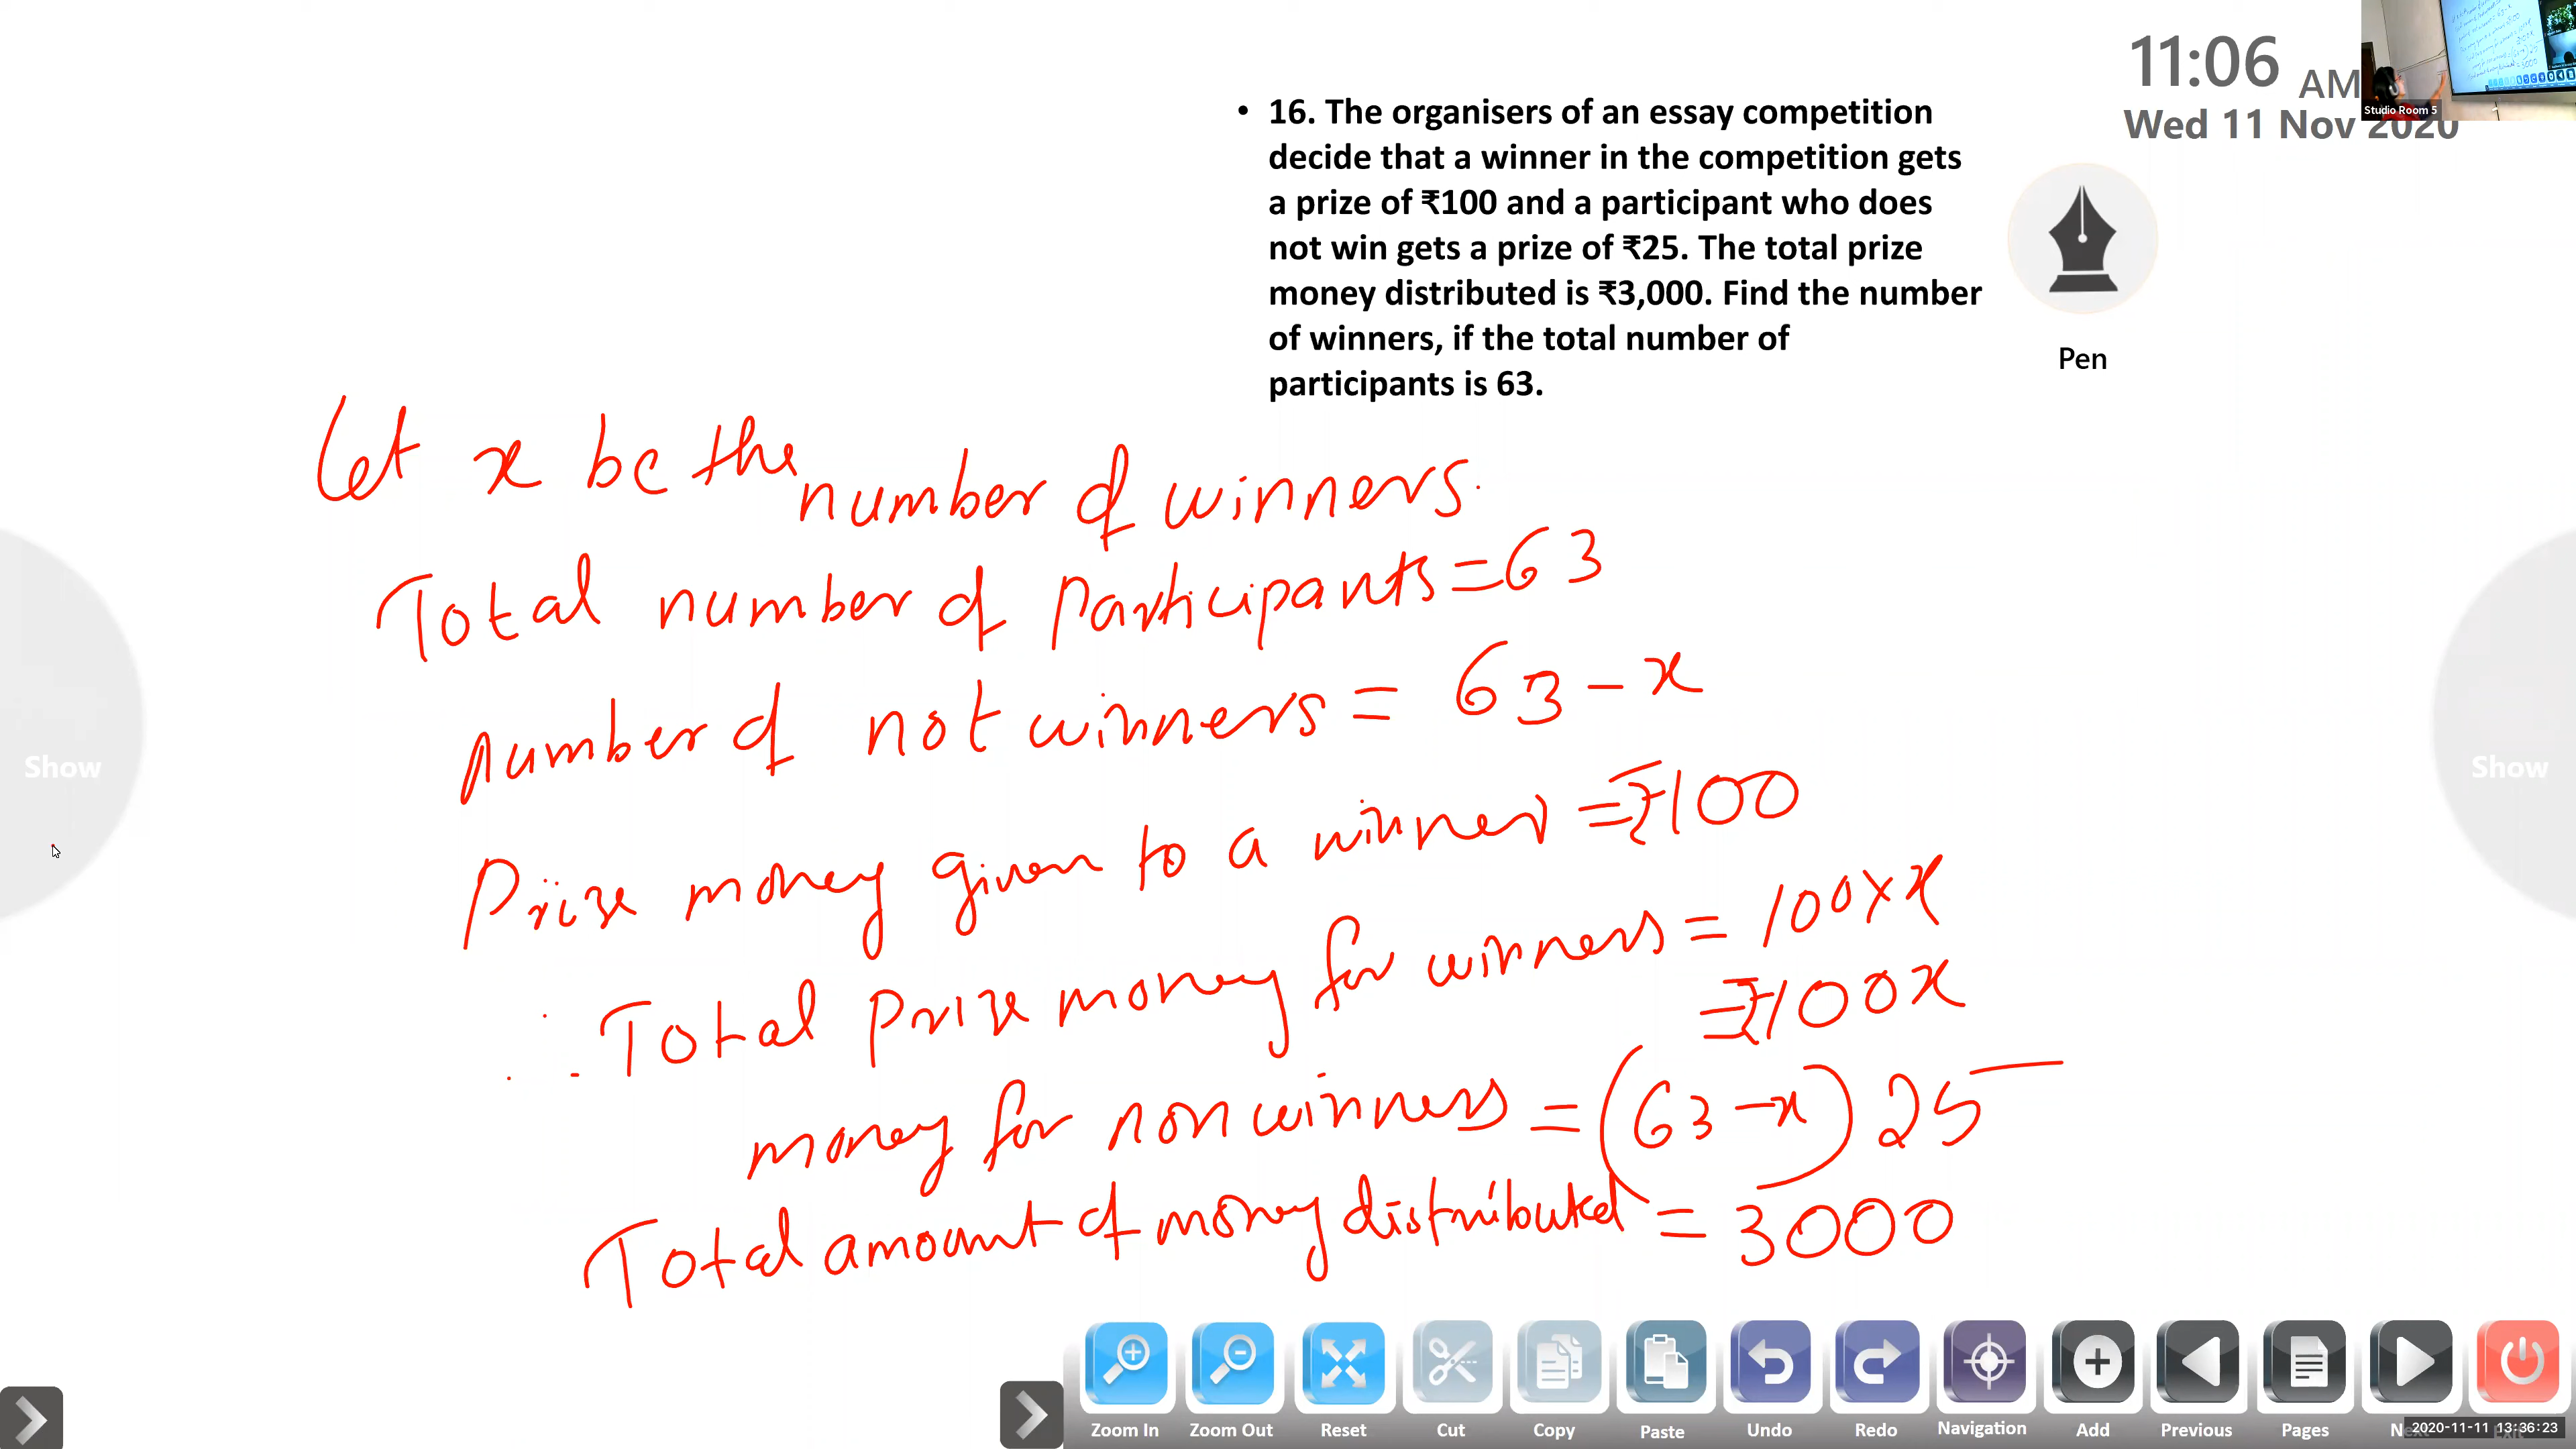 11:06 AM
Wed 11 Nov 2020
Studio Room 5
• 16. The organisers of an essay competition
decide that a winner in the competition gets
a prize of ₹100 and a participant who does
not win gets a prize of ₹25. The total prize
money distributed is ₹3,000. Find the number
of winners, if the total number of
participants is 63.
Pen
Let x be the number of winners.
Total number of participants = 63
number of not winners = 63 - x
Prize money given to a winner = ₹100
∴ Total prize money for winners = 100 × x
= ₹100x
money for non winners = (63 - x) 25
Total amount of money distributed = 3000
Show
Show
Zoom In
Zoom Out
Reset
Cut
Copy
Paste
Undo
Redo
Navigation
Add
Previous
Pages
2020-11-11 13:36:23